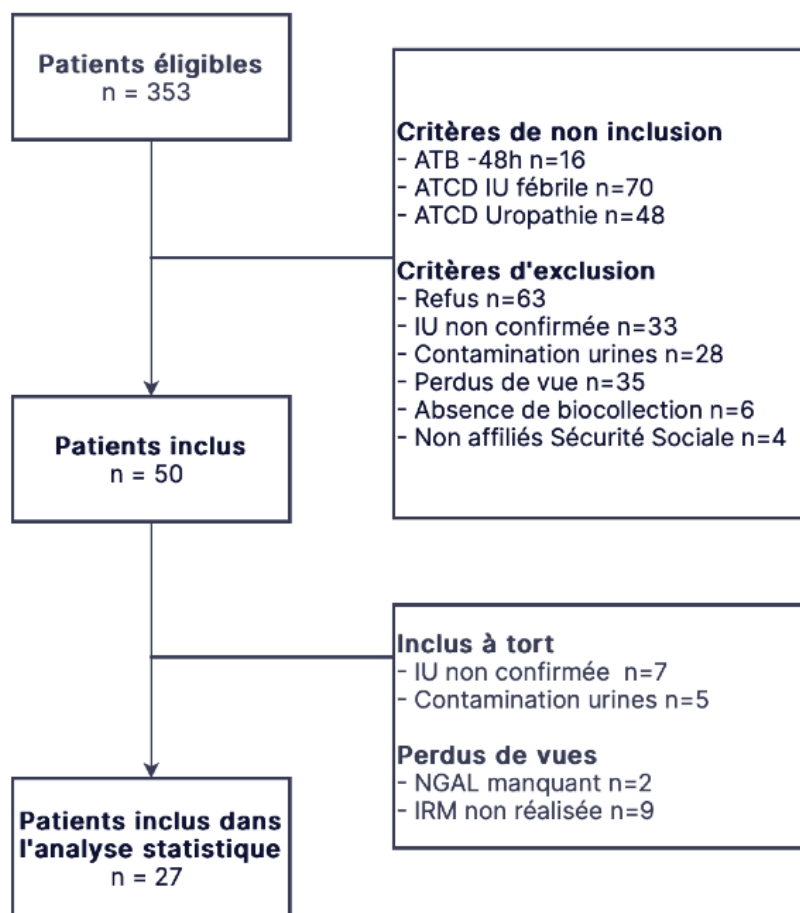 Patients éligibles
n = 353
Critères de non inclusion
- ATB -48h n=16
- ATCD IU fébrile n=70
- ATCD Uropathie n=48
Critères d'exclusion
- Refus n=63
- IU non confirmée n=33
- Contamination urines n=28
- Perdus de vue n=35
- Absence de biocollection n=6
- Non affiliés Sécurité Sociale n=4
Patients inclus
n = 50
Inclus à tort
- IU non confirmée n=7
- Contamination urines n=5
Perdus de vues
- NGAL manquant n=2
- IRM non réalisée n=9
Patients inclus dans
l'analyse statistique
n = 27